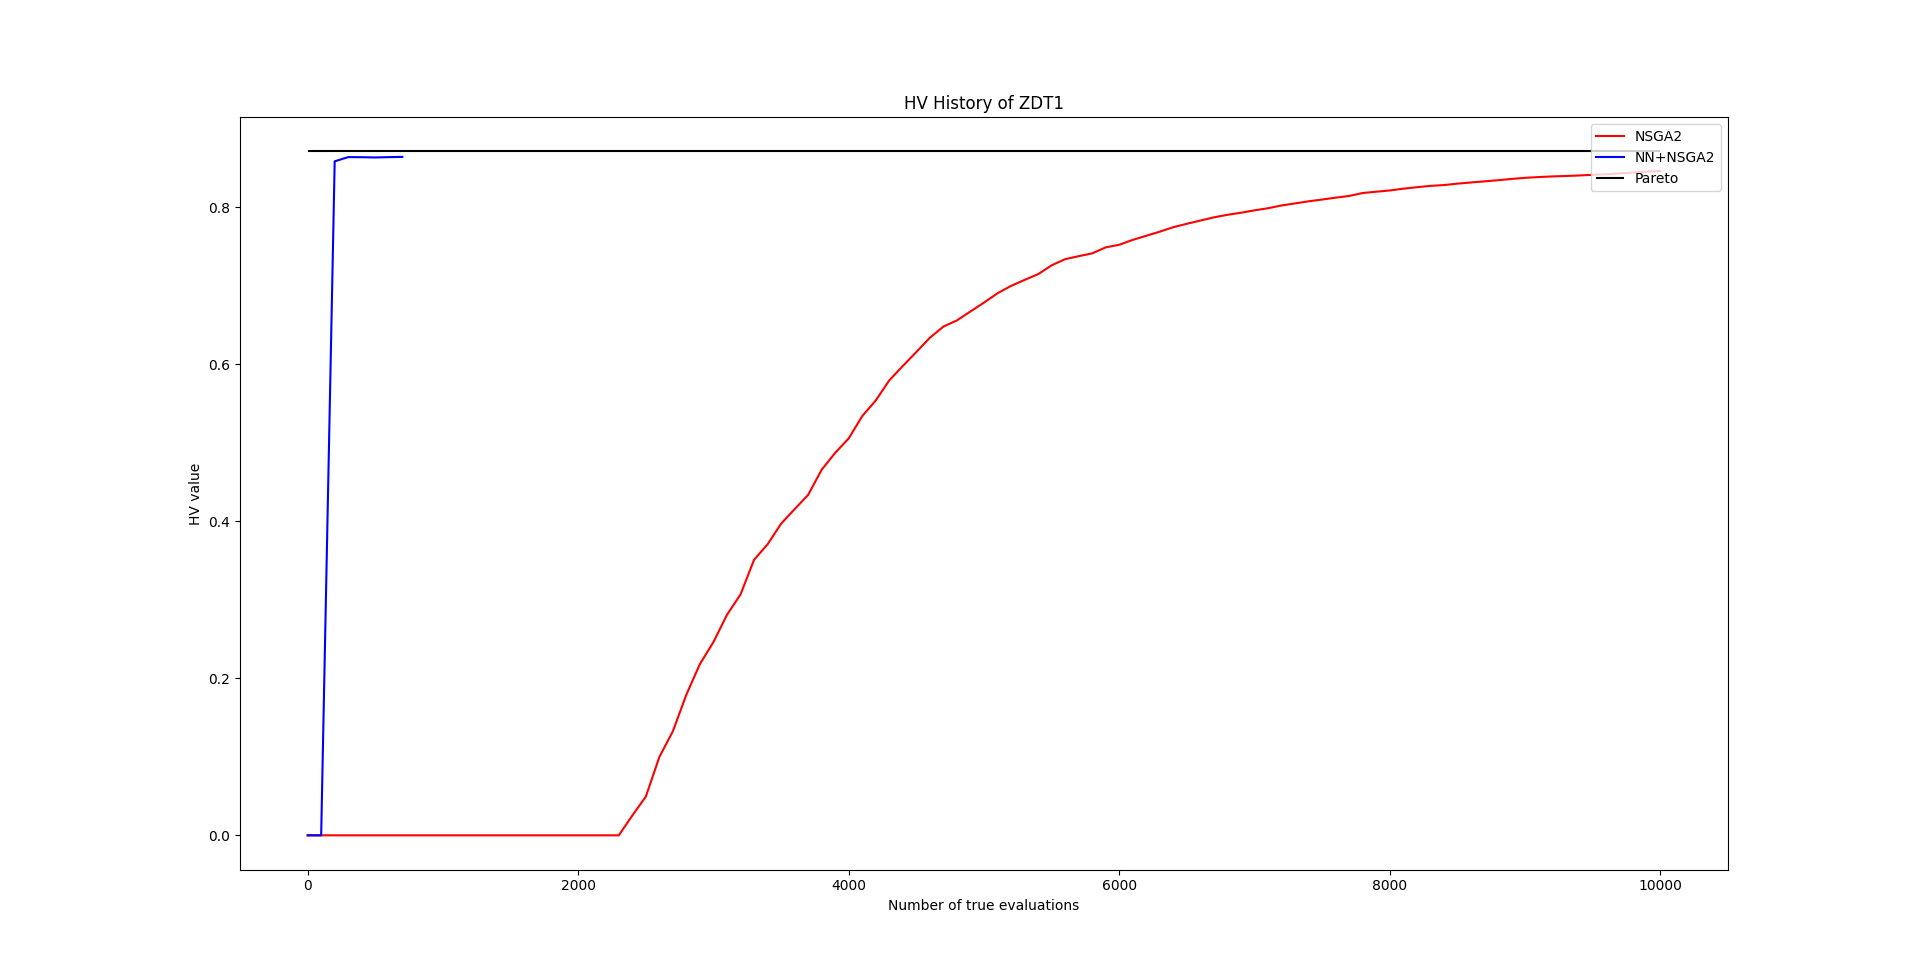 HV History of ZDT1
NSGA2
NN+NSGA2
Pareto
HV value
0.8
0.6
0.4
0.2
0.0
0 2000 4000 6000 8000 10000
Number of true evaluations